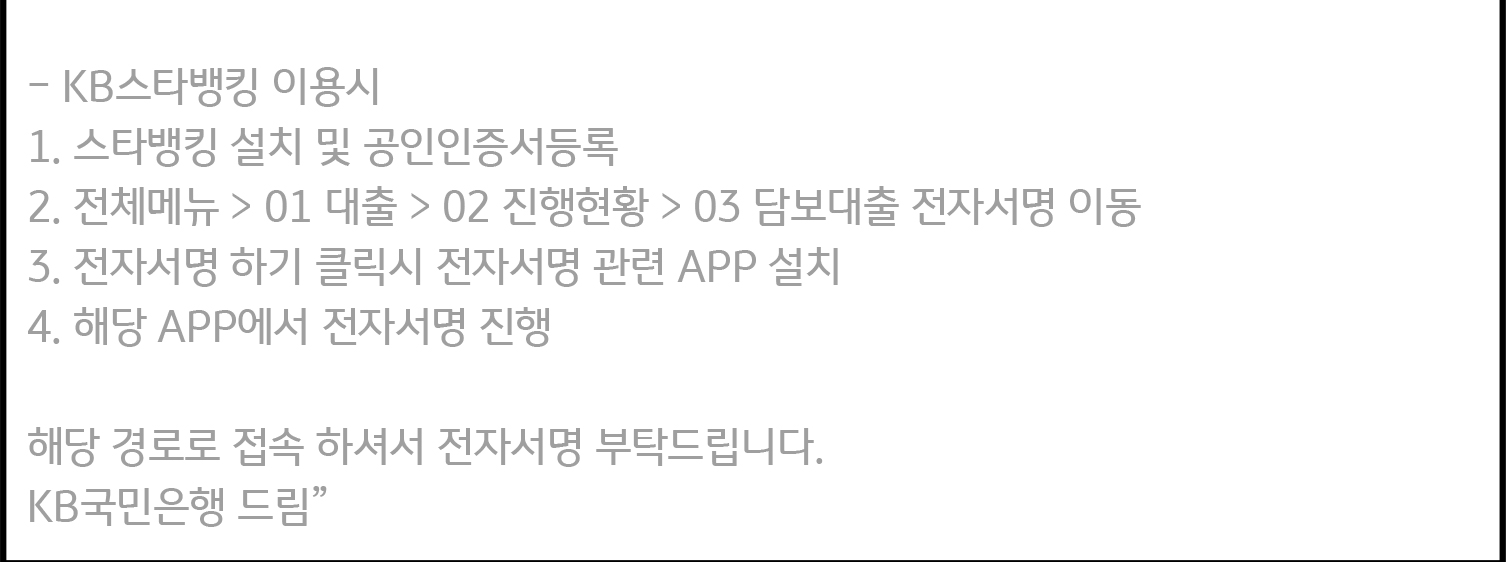 – KB스타뱅킹 이용시
1. 스타뱅킹 설치 및 공인인증서등록
2. 전체메뉴 > 01 대출 > 02 진행현황 > 03 담보대출 전자서명 이동
3. 전자서명 하기 클릭시 전자서명 관련 APP 설치
4. 해당 APP에서 전자서명 진행
해당 경로로 접속 하셔서 전자서명 부탁드립니다.
KB국민은행 드림”